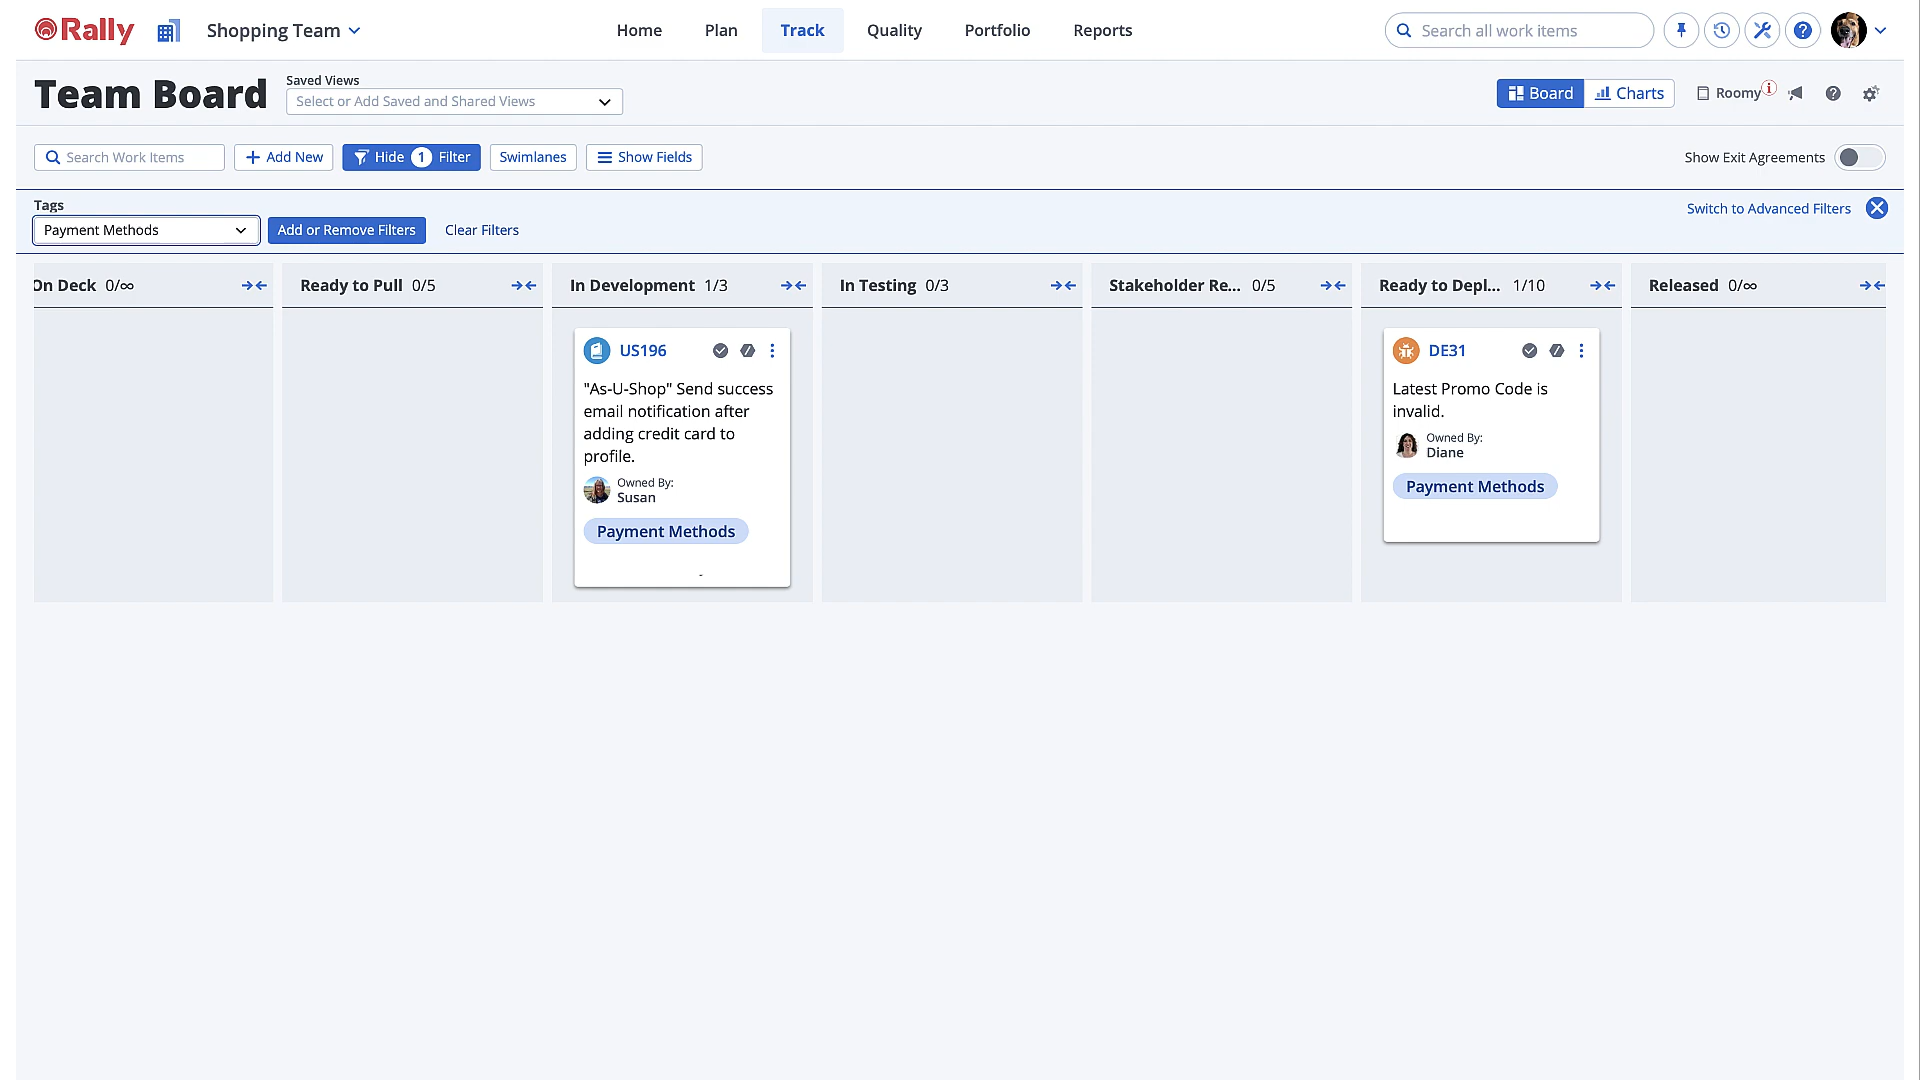 Rally
Shopping Team
Home Plan Track Quality Portfolio Reports
Search all work items
Team Board
Saved Views
Select or Add Saved and Shared Views
Board Charts
Roomy
Search Work Items
Add New
Hide 1 Filter
Swimlanes
Show Fields
Show Exit Agreements
Tags
Payment Methods
Add or Remove Filters
Clear Filters
Switch to Advanced Filters
On Deck 0/∞
Ready to Pull 0/5
In Development 1/3
In Testing 0/3
Stakeholder Re... 0/5
Ready to Depl... 1/10
Released 0/∞
US196
"As-U-Shop" Send success
email notification after
adding credit card to
profile.
Owned By:
Susan
Payment Methods
DE31
Latest Promo Code is
invalid.
Owned By:
Diane
Payment Methods